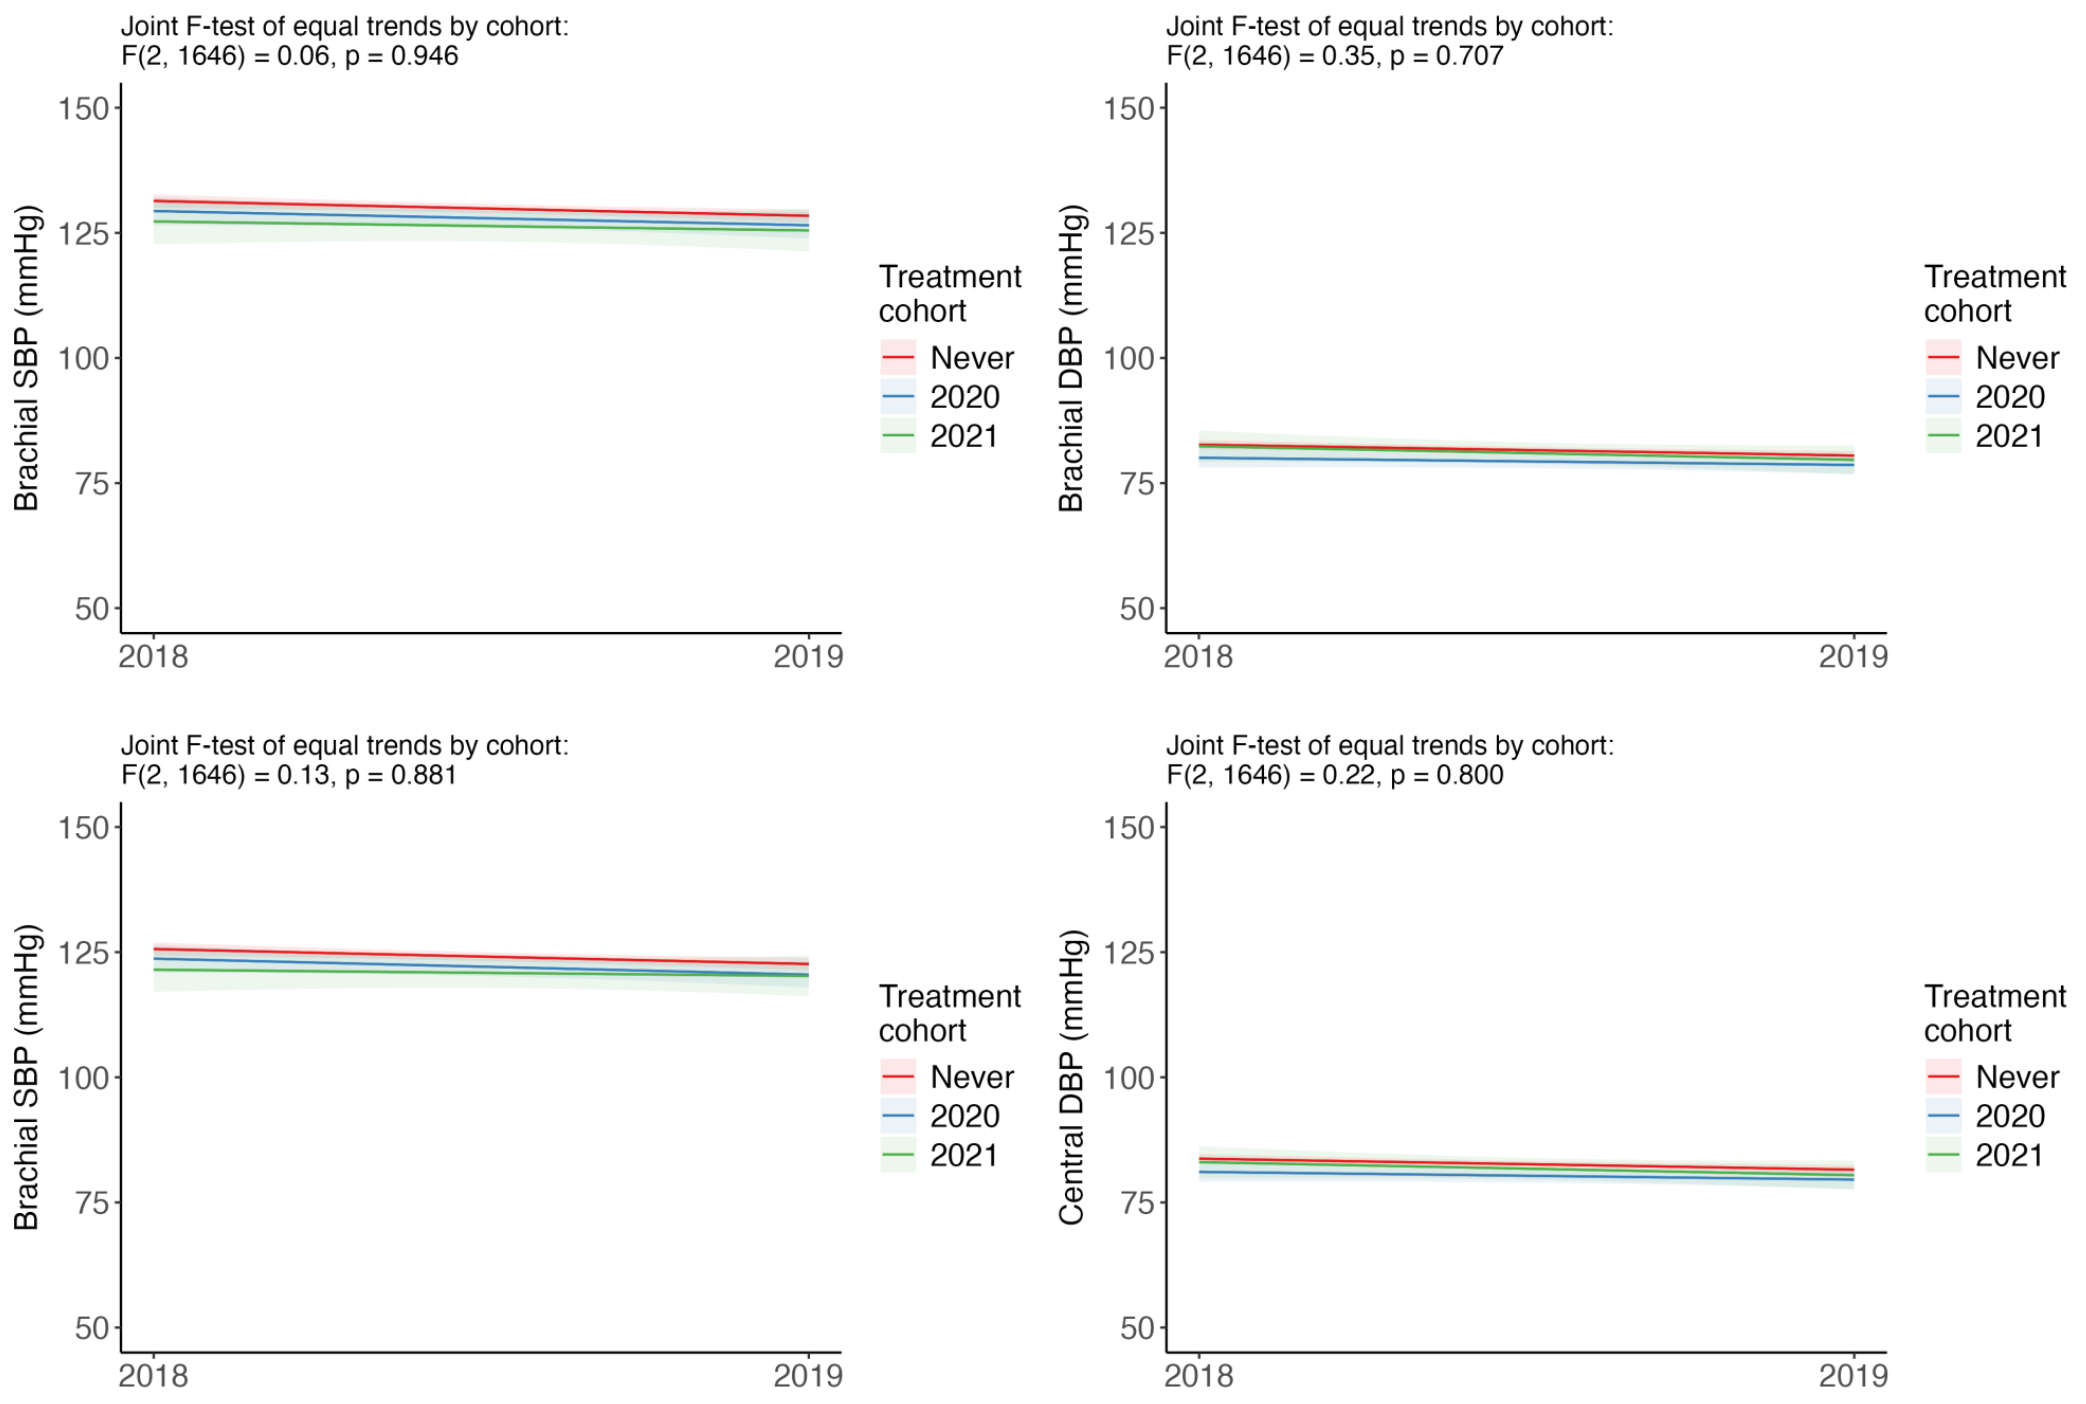 Joint F-test of equal trends by cohort:
F(2, 1646) = 0.06, p = 0.946
Brachial SBP (mmHg)
150
125
100
75
50
2018
2019
Treatment
cohort
Never
2020
2021
Joint F-test of equal trends by cohort:
F(2, 1646) = 0.35, p = 0.707
Brachial DBP (mmHg)
150
125
100
75
50
2018
2019
Treatment
cohort
Never
2020
2021
Joint F-test of equal trends by cohort:
F(2, 1646) = 0.13, p = 0.881
Brachial SBP (mmHg)
150
125
100
75
50
2018
2019
Treatment
cohort
Never
2020
2021
Joint F-test of equal trends by cohort:
F(2, 1646) = 0.22, p = 0.800
Central DBP (mmHg)
150
125
100
75
50
2018
2019
Treatment
cohort
Never
2020
2021